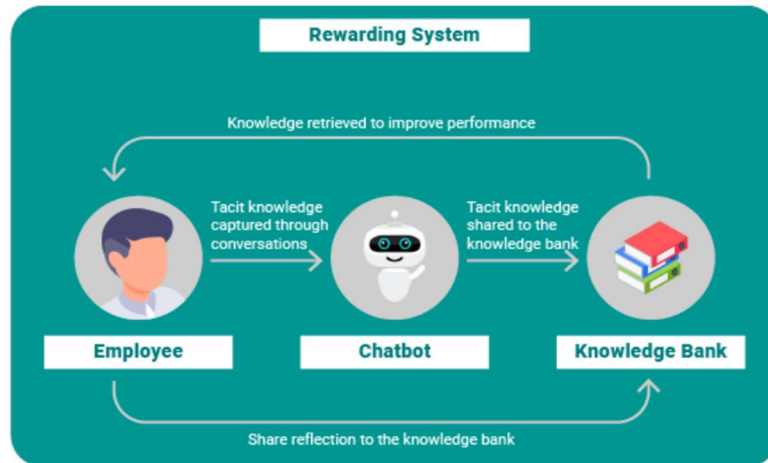 Rewarding System
Knowledge retrieved to improve performance
Tacit knowledge
captured through
conversations
Tacit knowledge
shared to the
knowledge bank
Employee
Chatbot
Knowledge Bank
Share reflection to the knowledge bank